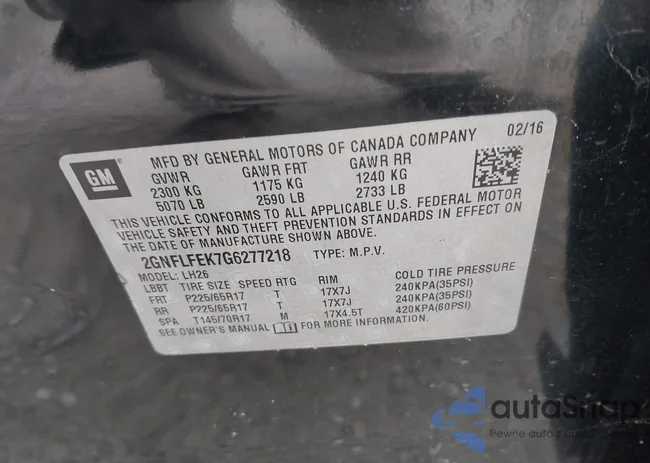 GM
MFD BY GENERAL MOTORS OF CANADA COMPANY 02/16
GVWR GAWR FRT GAWR RR
2300 KG 1175 KG 1240 KG
5070 LB 2590 LB 2733 LB
THIS VEHICLE CONFORMS TO ALL APPLICABLE U.S. FEDERAL MOTOR
VEHICLE SAFETY AND THEFT PREVENTION STANDARDS IN EFFECT ON
THE DATE OF MANUFACTURE SHOWN ABOVE.
2GNFLFEK7G6277218 TYPE: M.P.V.
MODEL: LH26
LBBT TIRE SIZE SPEED RTG RIM COLD TIRE PRESSURE
FRT P225/65R17 T 17X7J 240KPA(35PSI)
RR P225/65R17 T 17X7J 240KPA(35PSI)
SPA T145/70R17 M 17X4.5T 420KPA(60PSI)
SEE OWNER'S MANUAL FOR MORE INFORMATION.
autaSnap
Pewne auto z